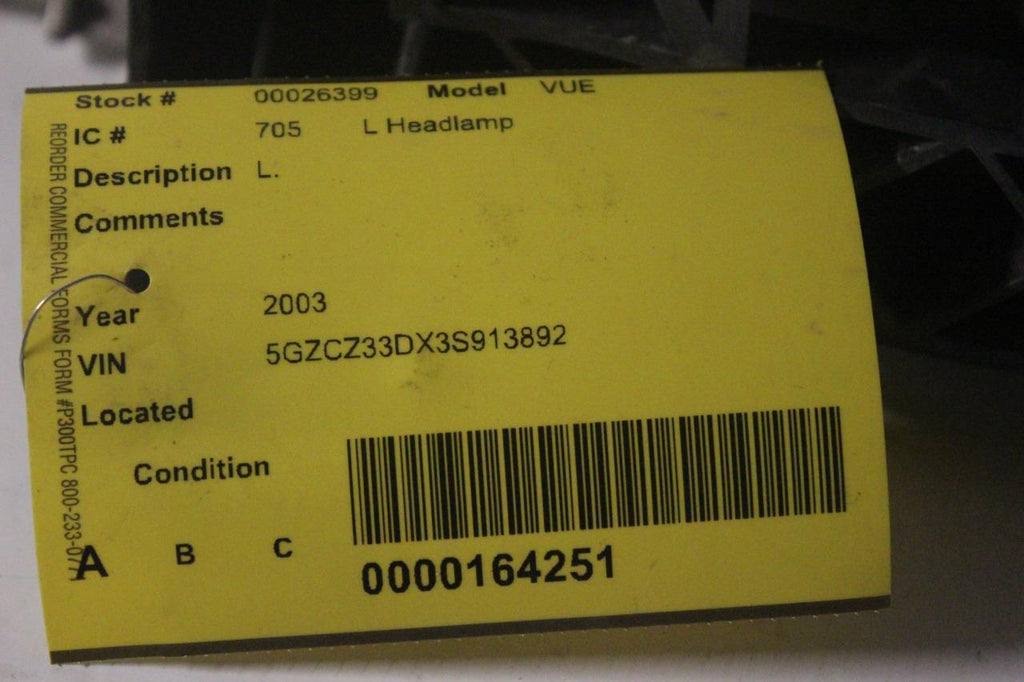 Stock # 00026399 Model VUE
IC # 705 L Headlamp
Description L.
Comments
Year 2003
VIN 5GZCZ33DX3S913892
Located
Condition
A B C
0000164251
REORDER COMMERCIAL FORMS FORM #P300TPC 800-233-077